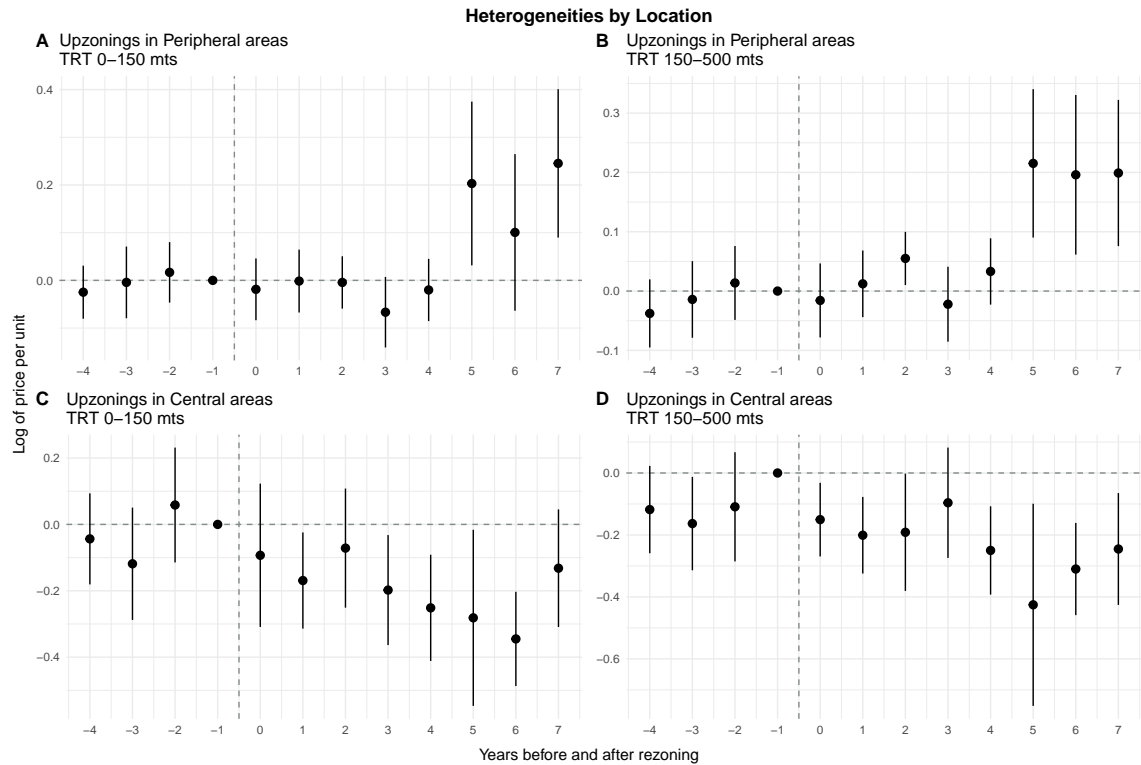 Heterogeneities by Location
A Upzonings in Peripheral areas
TRT 0–150 mts
0.4
0.2
0.0
−4 −3 −2 −1 0 1 2 3 4 5 6 7
B Upzonings in Peripheral areas
TRT 150–500 mts
0.3
0.2
0.1
0.0
−0.1
−4 −3 −2 −1 0 1 2 3 4 5 6 7
Log of price per unit
C Upzonings in Central areas
TRT 0–150 mts
0.2
0.0
−0.2
−0.4
−4 −3 −2 −1 0 1 2 3 4 5 6 7
D Upzonings in Central areas
TRT 150–500 mts
0.0
−0.2
−0.4
−0.6
−4 −3 −2 −1 0 1 2 3 4 5 6 7
Years before and after rezoning